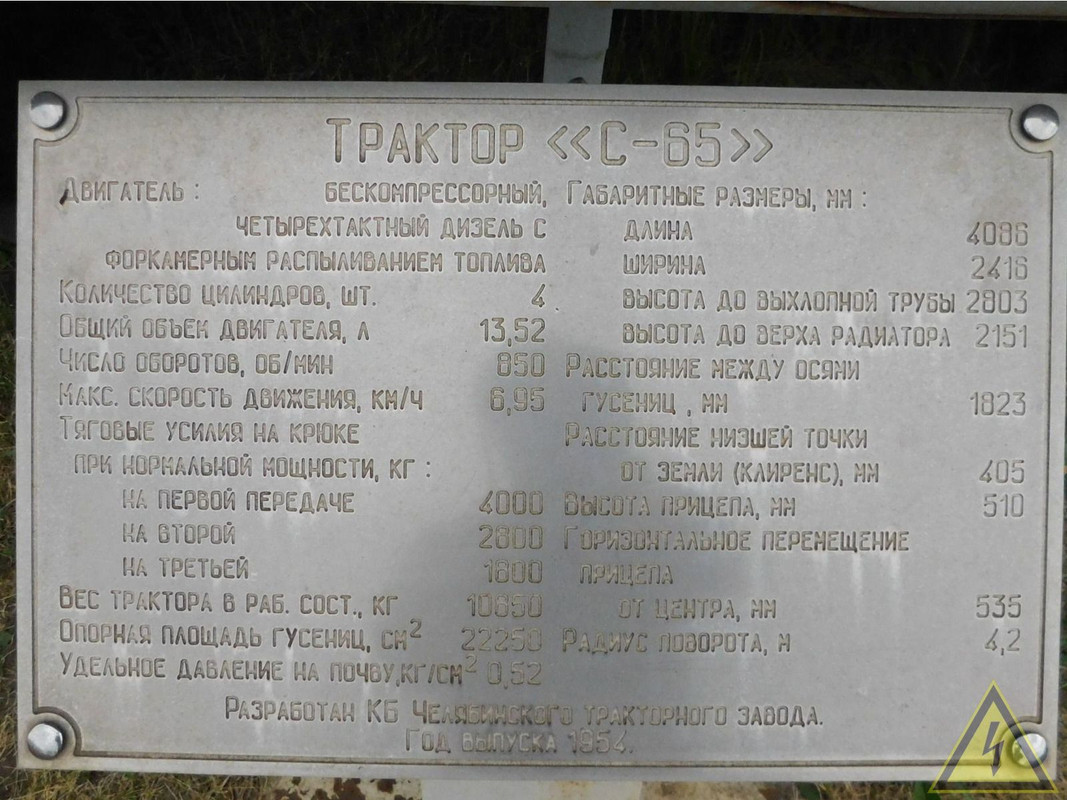 ТРАКТОР «С-65»
ДВИГАТЕЛЬ : БЕСКОМПРЕССОРНЫЙ,
ЧЕТЫРЕХТАКТНЫЙ ДИЗЕЛЬ С
ФОРКАМЕРНЫМ РАСПЫЛИВАНИЕМ ТОПЛИВА
КОЛИЧЕСТВО ЦИЛИНДРОВ, ШТ. 4
ОБЩИЙ ОБЪЕМ ДВИГАТЕЛЯ, Л 13,52
ЧИСЛО ОБОРОТОВ, ОБ/МИН 850
МАКС. СКОРОСТЬ ДВИЖЕНИЯ, КМ/Ч 6,95
ТЯГОВЫЕ УСИЛИЯ НА КРЮКЕ
ПРИ НОРМАЛЬНОЙ МОЩНОСТИ, КГ :
НА ПЕРВОЙ ПЕРЕДАЧЕ 4000
НА ВТОРОЙ 2800
НА ТРЕТЬЕЙ 1800
ВЕС ТРАКТОРА В РАБ. СОСТ., КГ 10850
ОПОРНАЯ ПЛОЩАДЬ ГУСЕНИЦ, СМ² 22250
УДЕЛЬНОЕ ДАВЛЕНИЕ НА ПОЧВУ,КГ/СМ² 0,52
ГАБАРИТНЫЕ РАЗМЕРЫ, ММ :
ДЛИНА 4086
ШИРИНА 2416
ВЫСОТА ДО ВЫХЛОПНОЙ ТРУБЫ 2803
ВЫСОТА ДО ВЕРХА РАДИАТОРА 2151
РАССТОЯНИЕ МЕЖДУ ОСЯМИ
ГУСЕНИЦ , ММ 1823
РАССТОЯНИЕ НИЗШЕЙ ТОЧКИ
ОТ ЗЕМЛИ (КЛИРЕНС), ММ 405
ВЫСОТА ПРИЦЕПА, ММ 510
ГОРИЗОНТАЛЬНОЕ ПЕРЕМЕЩЕНИЕ
ПРИЦЕПА
ОТ ЦЕНТРА, ММ 535
РАДИУС ПОВОРОТА, М 4,2
РАЗРАБОТАН КБ ЧЕЛЯБИНСКОГО ТРАКТОРНОГО ЗАВОДА.
ГОД ВЫПУСКА 1954.